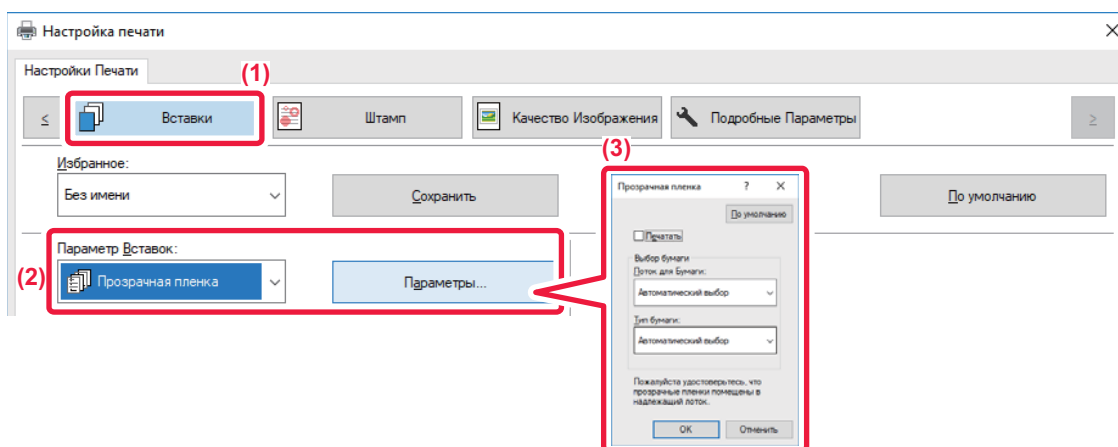 Настройка печати
Настройки Печати
(1)
≤ Вставки Штамп Качество Изображения Подробные Параметры ≥
(3)
Избранное:
Без имени Сохранить По умолчанию
Параметр Вставок:
(2) Прозрачная пленка Параметры...
Прозрачная пленка ? X
По умолчанию
Печатать
Выбор бумаги
Лоток для Бумаги:
Автоматический выбор
Тип бумаги:
Автоматический выбор
Пожалуйста удостоверьтесь, что
прозрачные пленки помещены в
надлежащий лоток.
OK Отменить